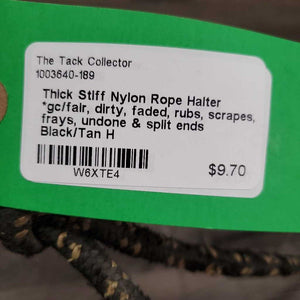 The Tack Collector
1003640-189
Thick Stiff Nylon Rope Halter
*gc/fair, dirty, faded, rubs, scrapes,
frays, undone & split ends
Black/Tan H
W6XTE4
$9.70